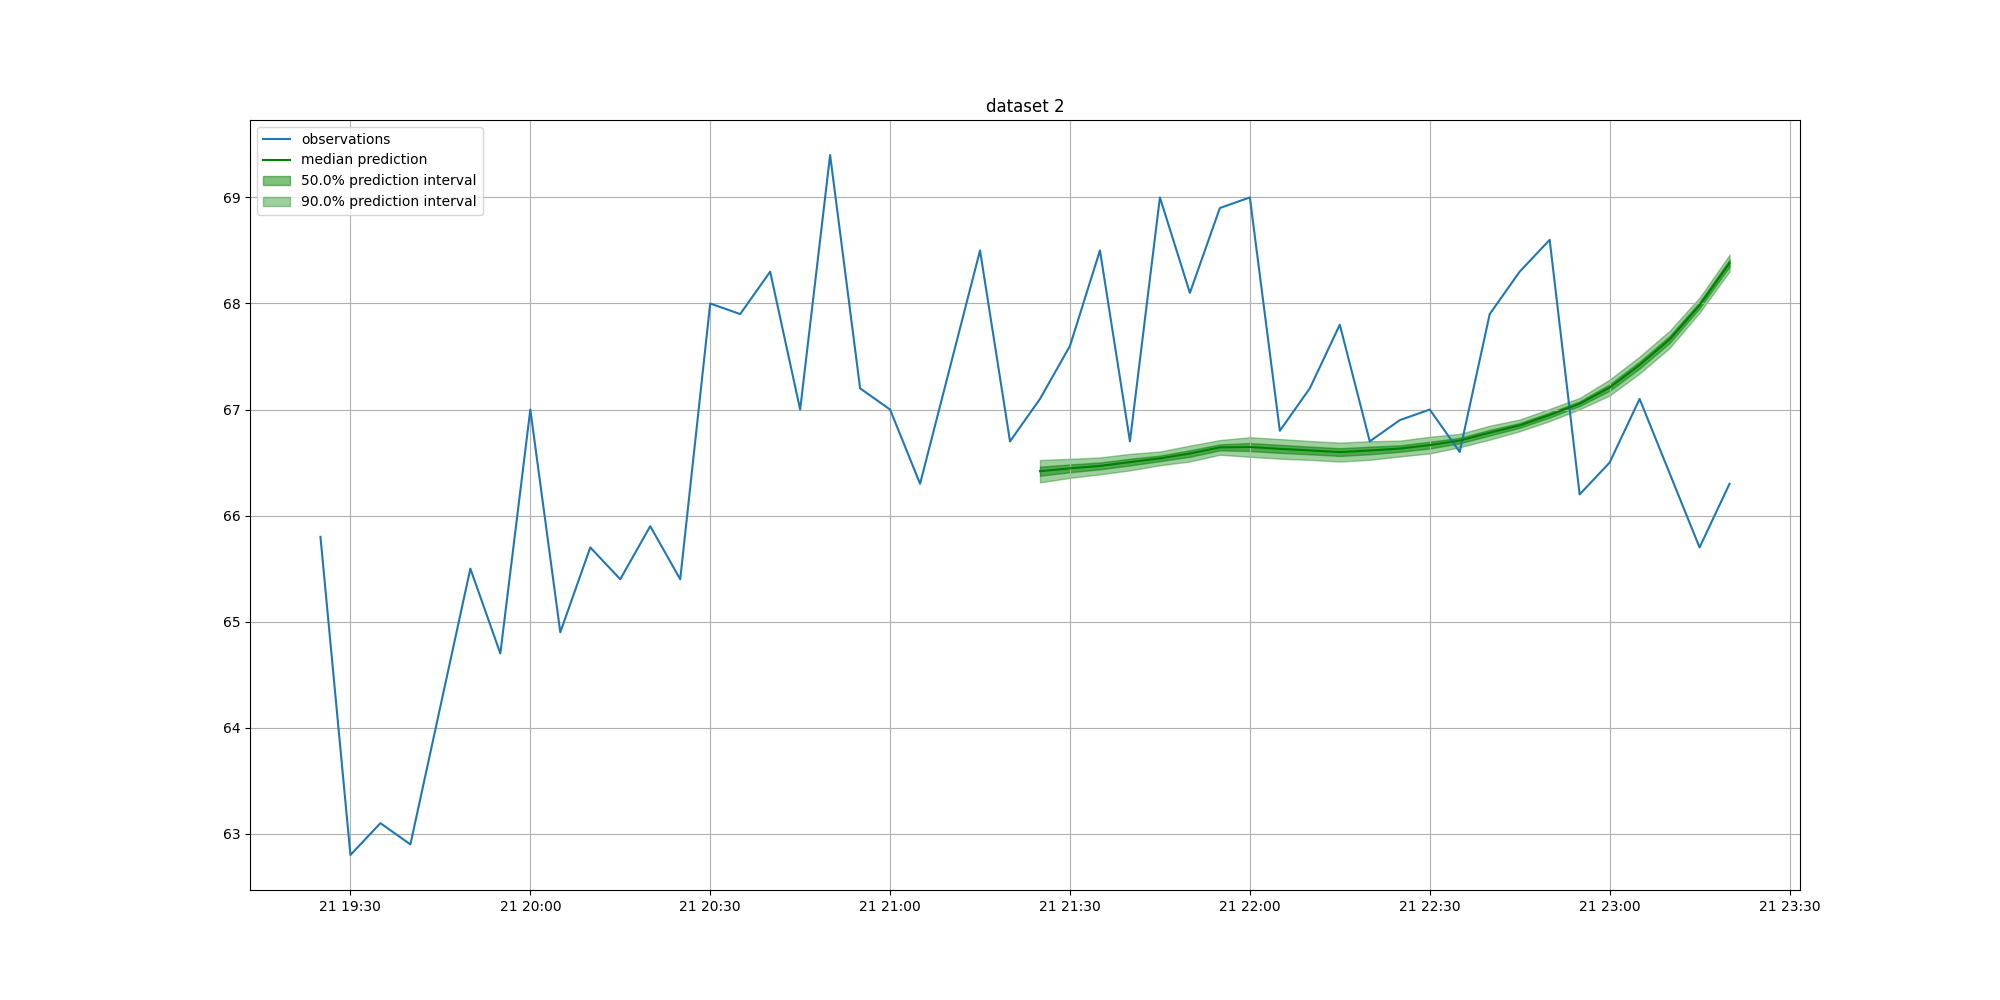 dataset 2
observations
median prediction
50.0% prediction interval
90.0% prediction interval
69
68
67
66
65
64
63
21 19:30 21 20:00 21 20:30 21 21:00 21 21:30 21 22:00 21 22:30 21 23:00 21 23:30